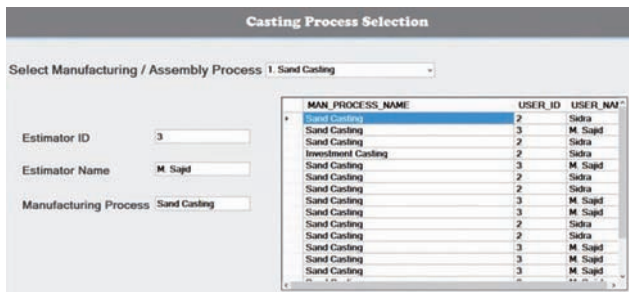 Casting Process Selection
Select Manufacturing / Assembly Process 1. Sand Casting
Estimator ID 3
Estimator Name M. Sajid
Manufacturing Process Sand Casting
MAN_PROCESS_NAME USER_ID USER_NAM
Sand Casting 2 Sidra
Sand Casting 3 M. Sajid
Sand Casting 2 Sidra
Investment Casting 2 Sidra
Sand Casting 3 M. Sajid
Sand Casting 2 Sidra
Sand Casting 2 Sidra
Sand Casting 3 M. Sajid
Sand Casting 3 M. Sajid
Sand Casting 2 Sidra
Sand Casting 2 Sidra
Sand Casting 3 M. Sajid
Sand Casting 3 M. Sajid
Sand Casting 3 M. Sajid